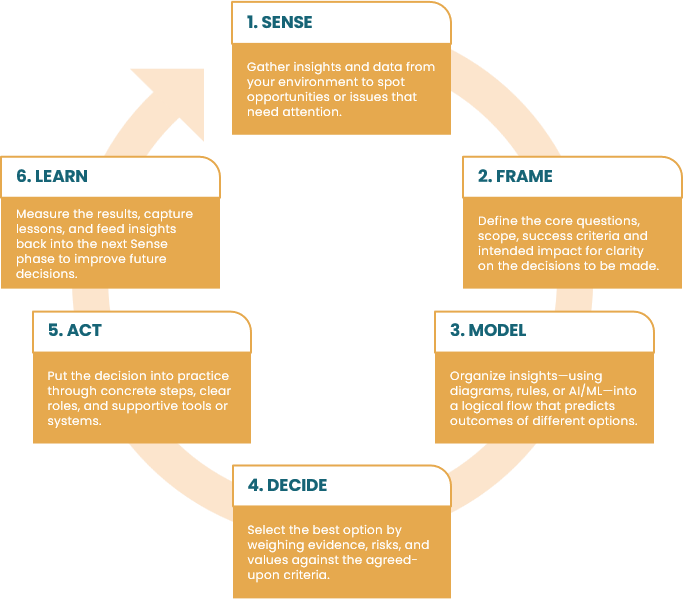 1. SENSE
Gather insights and data from
your environment to spot
opportunities or issues that
need attention.
2. FRAME
Define the core questions,
scope, success criteria and
intended impact for clarity
on the decisions to be made.
3. MODEL
Organize insights—using
diagrams, rules, or AI/ML—into
a logical flow that predicts
outcomes of different options.
4. DECIDE
Select the best option by
weighing evidence, risks, and
values against the agreed-
upon criteria.
5. ACT
Put the decision into practice
through concrete steps, clear
roles, and supportive tools or
systems.
6. LEARN
Measure the results, capture
lessons, and feed insights
back into the next Sense
phase to improve future
decisions.